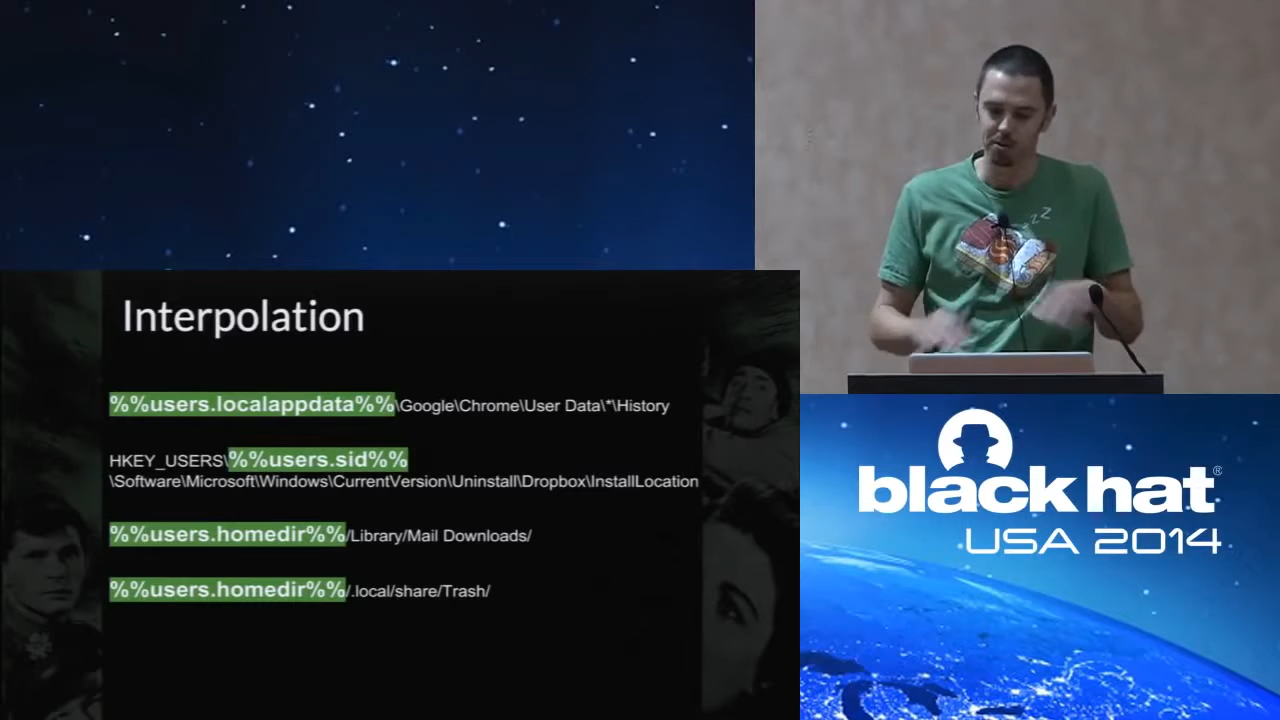 Interpolation
%%users.localappdata%%\Google\Chrome\User Data\*\History
HKEY_USERS\%%users.sid%%
\Software\Microsoft\Windows\CurrentVersion\Uninstall\Dropbox\InstallLocation
%%users.homedir%%/Library/Mail Downloads/
%%users.homedir%%/.local/share/Trash/
zZZ
black hat®
USA 2014